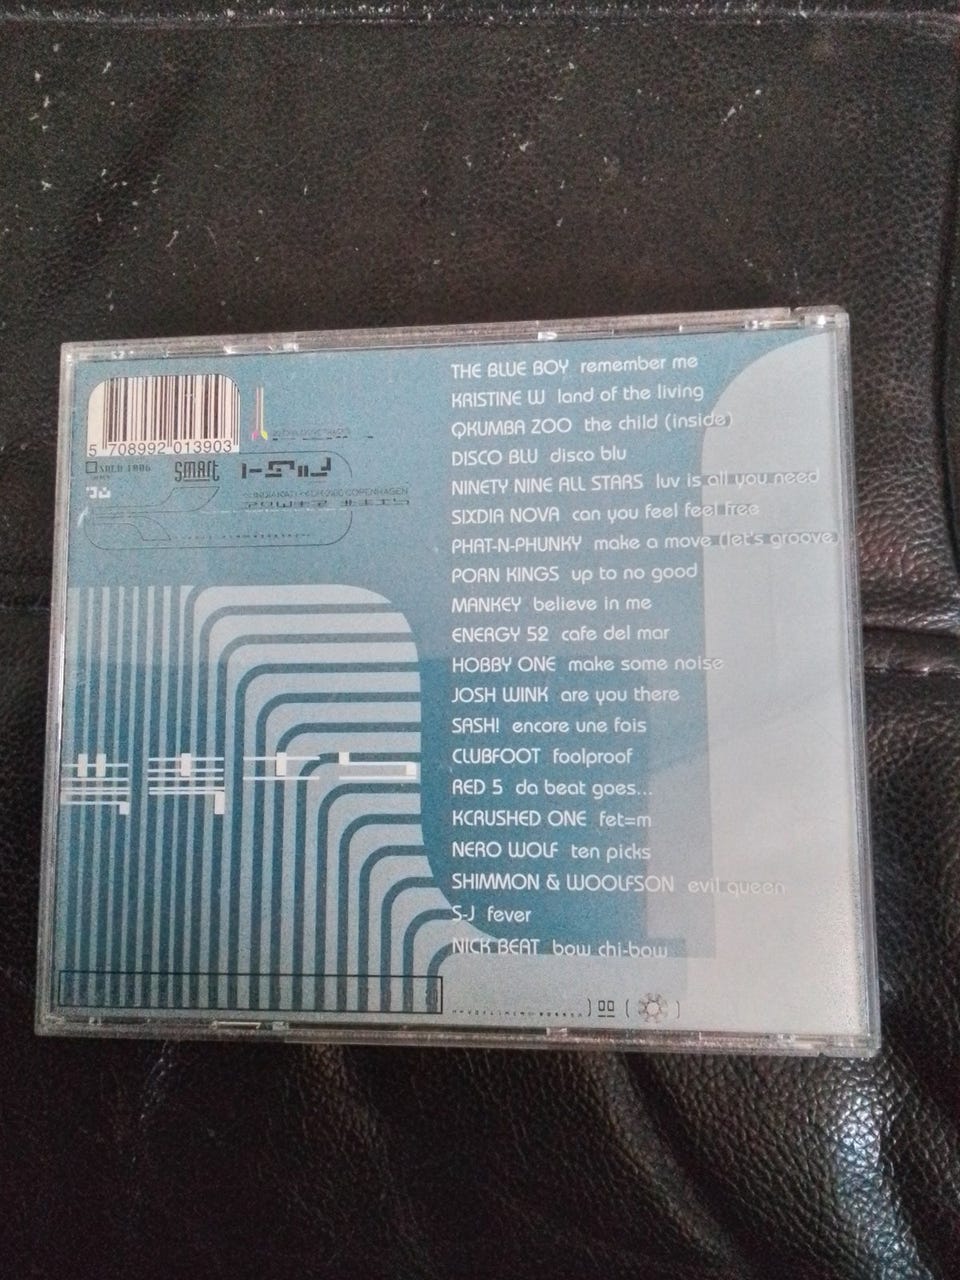 5 708992 013903
SMART
COPENHAGEN
THE BLUE BOY remember me
KRISTINE W land of the living
QKUMBA ZOO the child (inside)
DISCO BLU disco blu
NINETY NINE ALL STARS luv is all you need
SIXDIA NOVA can you feel feel free
PHAT-N-PHUNKY make a move (let's groove)
PORN KINGS up to no good
MANKEY believe in me
ENERGY 52 cafe del mar
HOBBY ONE make some noise
JOSH WINK are you there
SASH! encore une fois
CLUBFOOT foolproof
RED 5 da beat goes...
KCRUSHED ONE fet=m
NERO WOLF ten picks
SHIMMON & WOOLFSON evil queen
S-J fever
NICK BEAT bow chi-bow